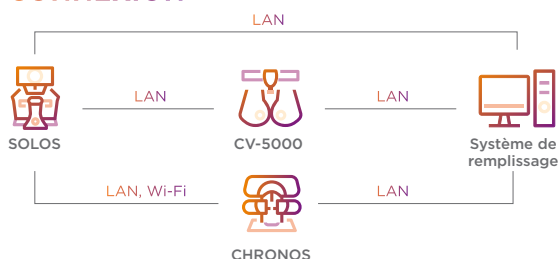 LAN
LAN
LAN
SOLOS
CV-5000
Système de
remplissage
LAN, Wi-Fi
LAN
CHRONOS